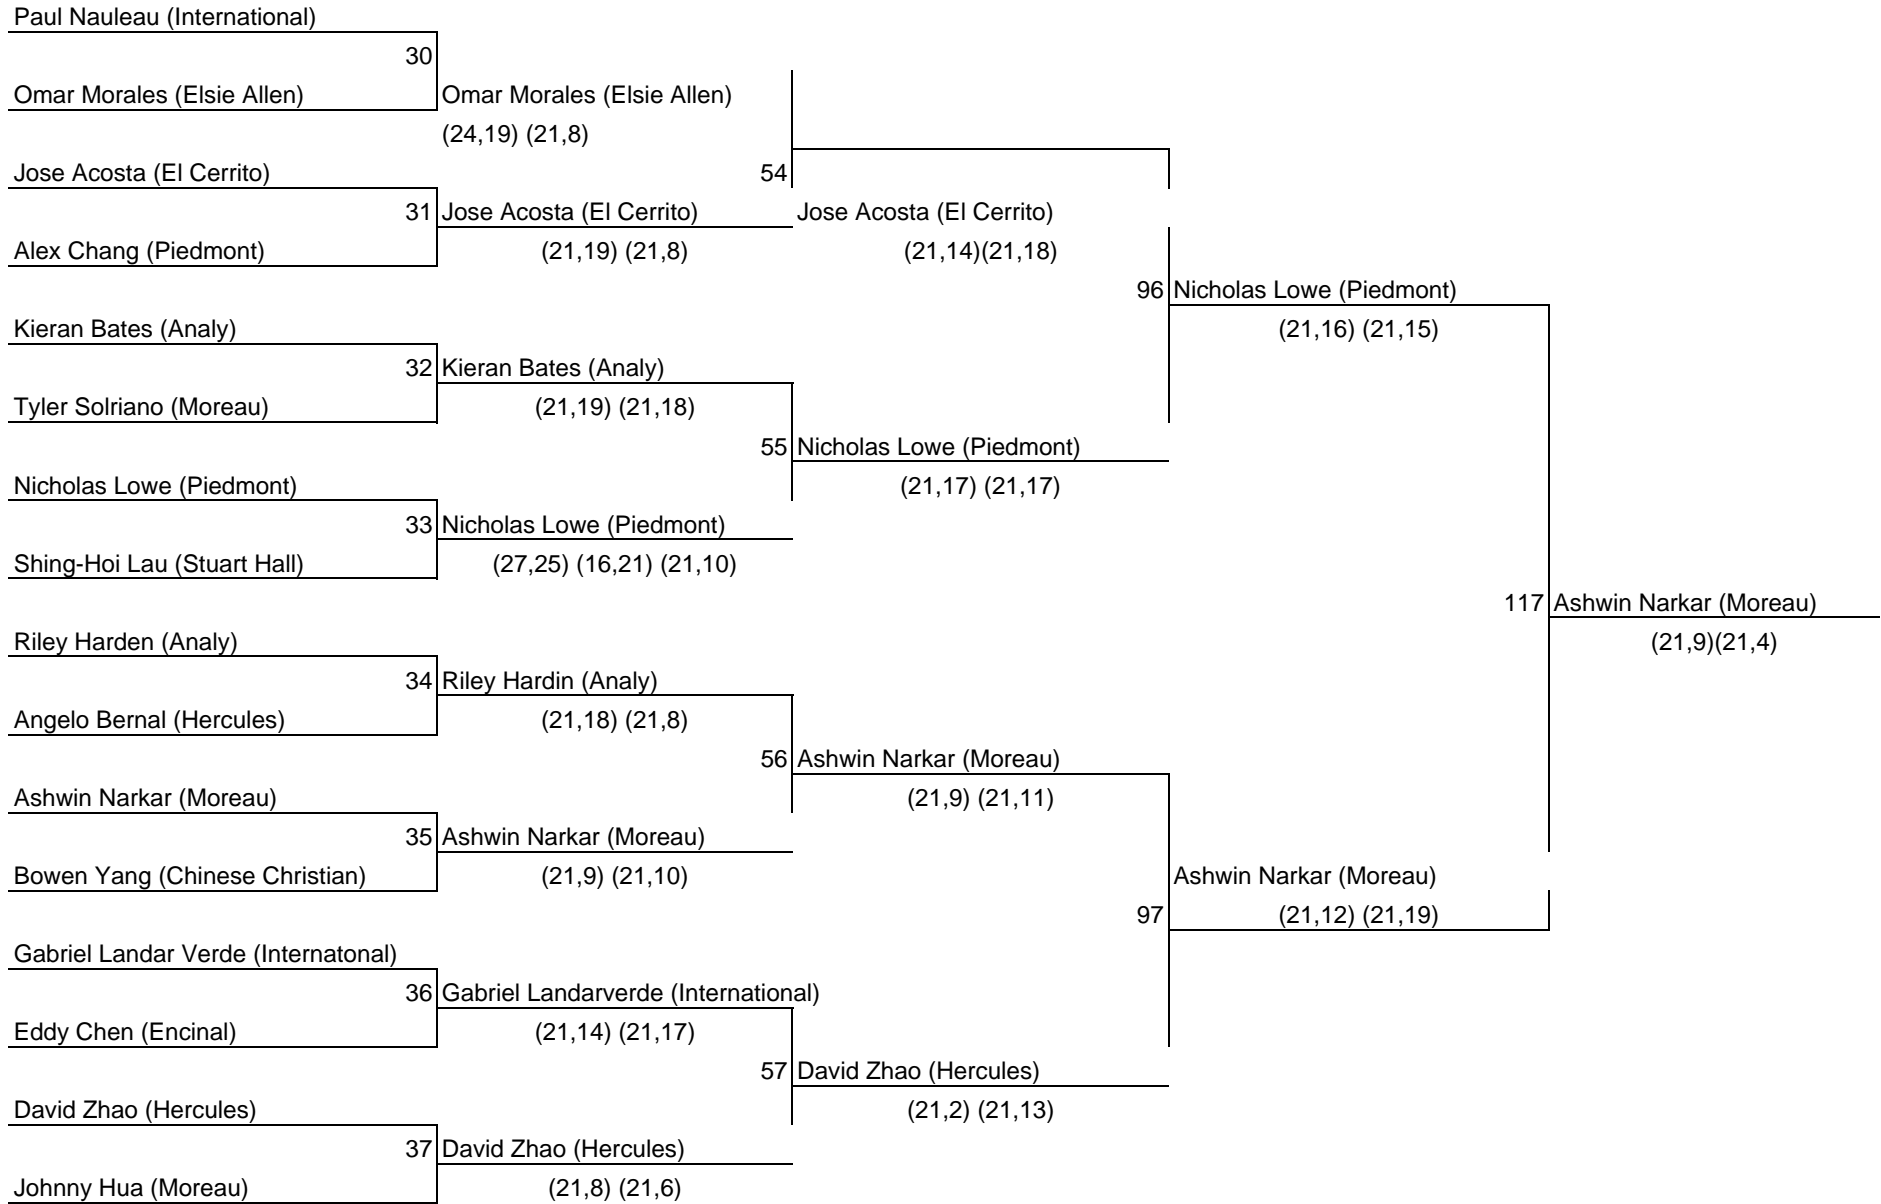 Paul Nauleau (International)
30
Omar Morales (Elsie Allen) Omar Morales (Elsie Allen)
(24,19) (21,8)
Jose Acosta (El Cerrito) 54
31 Jose Acosta (El Cerrito) Jose Acosta (El Cerrito)
Alex Chang (Piedmont) (21,19) (21,8) (21,14)(21,18)
96 Nicholas Lowe (Piedmont)
Kieran Bates (Analy) (21,16) (21,15)
32 Kieran Bates (Analy)
Tyler Solriano (Moreau) (21,19) (21,18)
55 Nicholas Lowe (Piedmont)
Nicholas Lowe (Piedmont) (21,17) (21,17)
33 Nicholas Lowe (Piedmont)
Shing-Hoi Lau (Stuart Hall) (27,25) (16,21) (21,10)
117 Ashwin Narkar (Moreau)
Riley Harden (Analy) (21,9)(21,4)
34 Riley Hardin (Analy)
Angelo Bernal (Hercules) (21,18) (21,8)
56 Ashwin Narkar (Moreau)
Ashwin Narkar (Moreau) (21,9) (21,11)
35 Ashwin Narkar (Moreau)
Bowen Yang (Chinese Christian) (21,9) (21,10) Ashwin Narkar (Moreau)
97 (21,12) (21,19)
Gabriel Landar Verde (Internatonal)
36 Gabriel Landarverde (International)
Eddy Chen (Encinal) (21,14) (21,17)
57 David Zhao (Hercules)
David Zhao (Hercules) (21,2) (21,13)
37 David Zhao (Hercules)
Johnny Hua (Moreau) (21,8) (21,6)